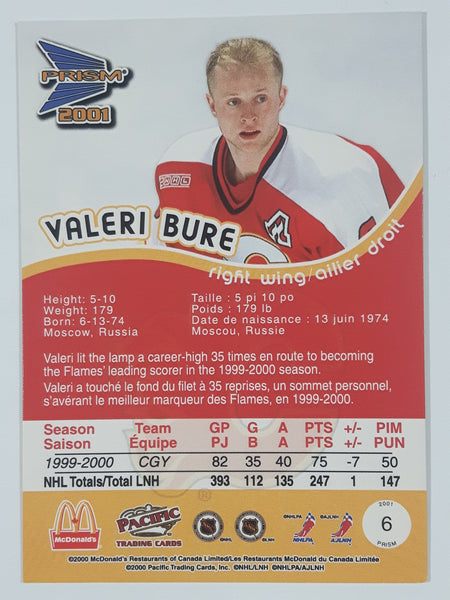 PRISM
2001
VALERI BURE
right wing/ailier droit
Height: 5-10
Weight: 179
Born: 6-13-74
Moscow, Russia
Taille : 5 pi 10 po
Poids : 179 lb
Date de naissance : 13 juin 1974
Moscou, Russie
Valeri lit the lamp a career-high 35 times en route to becoming
the Flames' leading scorer in the 1999-2000 season.
Valeri a touché le fond du filet à 35 reprises, un sommet personnel,
s'avérant le meilleur marqueur des Flames, en 1999-2000.
Season Team GP G A PTS +/- PIM
Saison Équipe PJ B A PTS +/- PUN
1999-2000 CGY 82 35 40 75 -7 50
NHL Totals/Total LNH 393 112 135 247 1 147
®
McDonald's
PACIFIC
TRADING CARDS
©NHLPA
NHLPA
©AJLNH
AJLNH
2001
6
PRISM
©2000 McDonald's Restaurants of Canada Limited/Les Restaurants McDonald du Canada Limitée
©2000 Pacific Trading Cards, Inc. ©NHL/LNH ©NHLPA/AJLNH